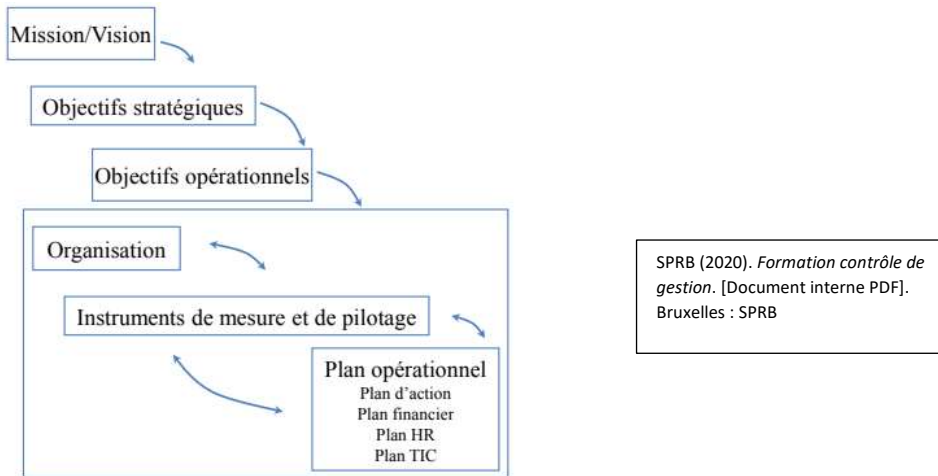 Mission/Vision
Objectifs stratégiques
Objectifs opérationnels
Organisation
Instruments de mesure et de pilotage
Plan opérationnel
Plan d’action
Plan financier
Plan HR
Plan TIC
SPRB (2020). Formation contrôle de
gestion. [Document interne PDF].
Bruxelles : SPRB